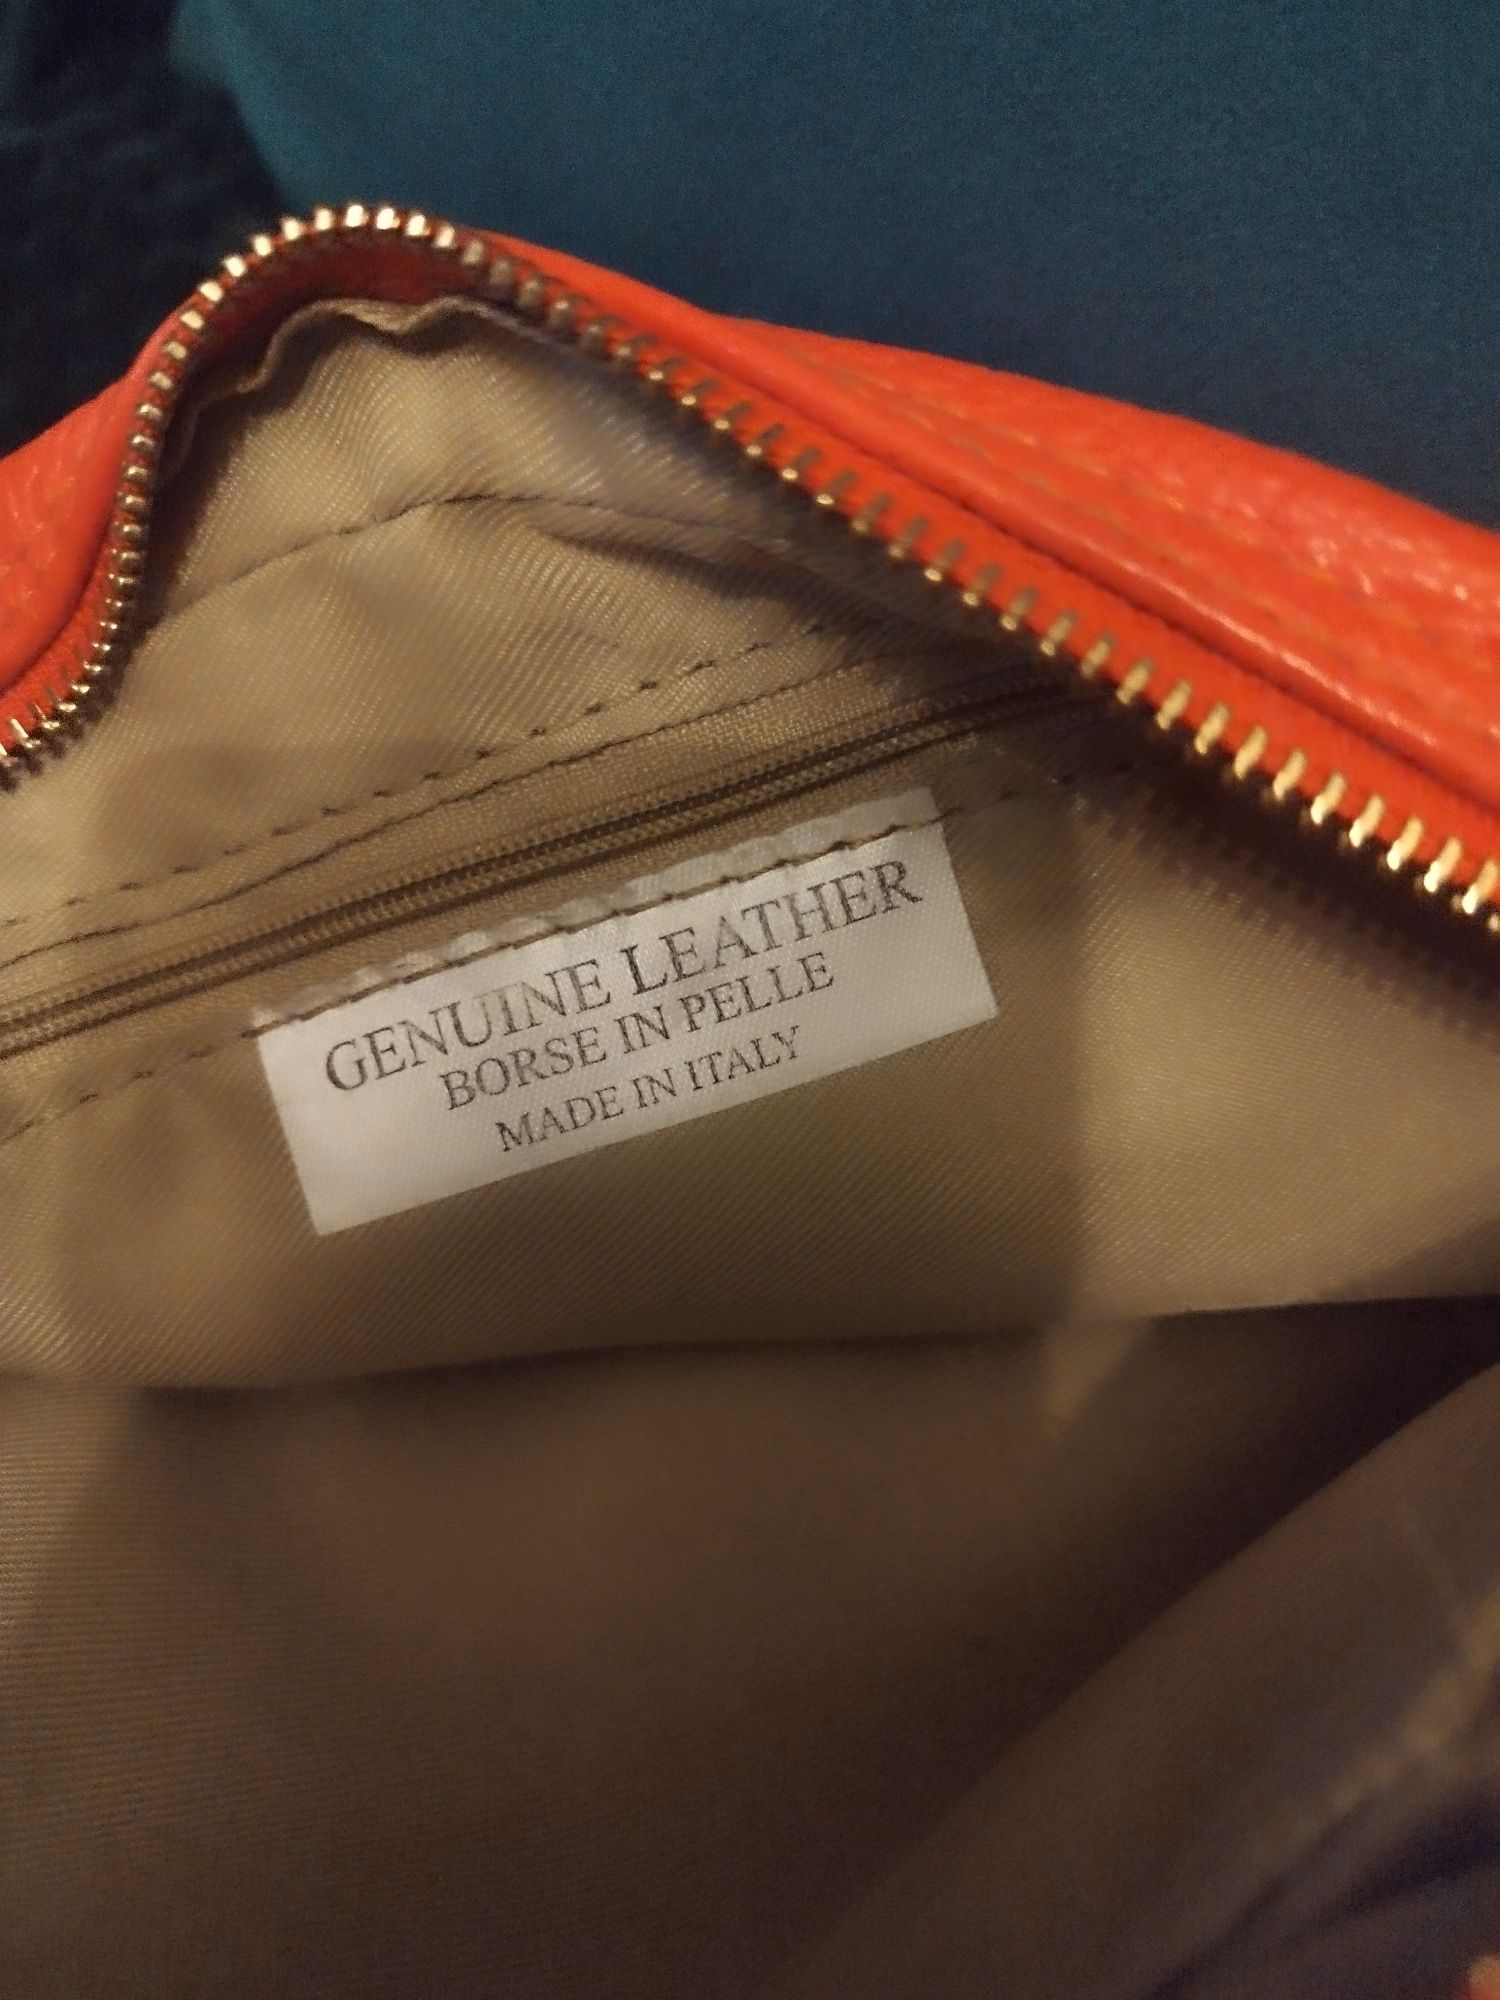 GENUINE LEATHER
BORSE IN PELLE
MADE IN ITALY